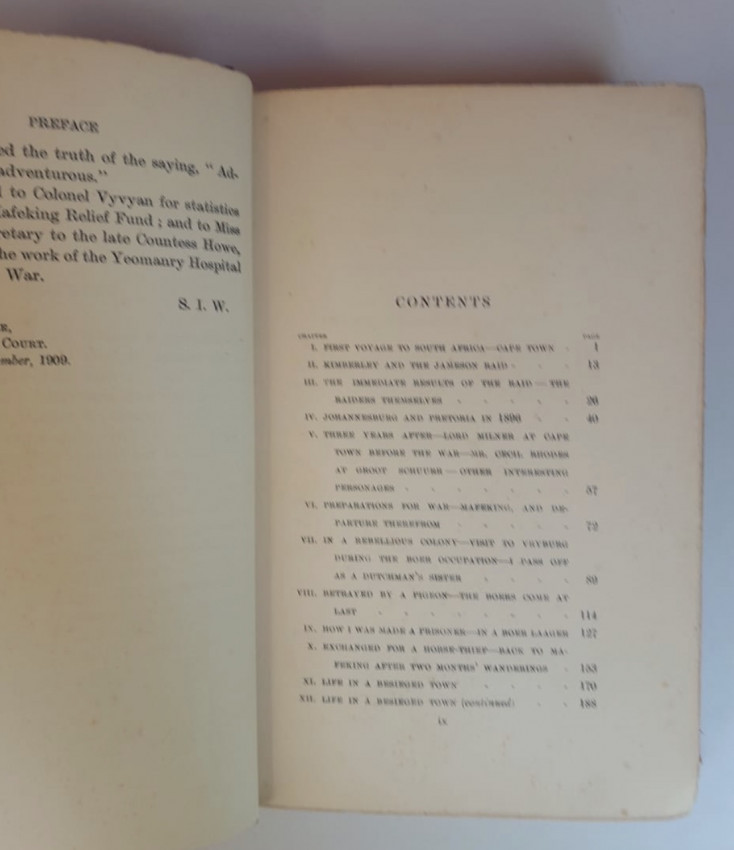 PREFACE
ed the truth of the saying, "Ad-
adventurous."
to Colonel Vyvyan for statistics
Mafeking Relief Fund; and to Miss
retary to the late Countess Howe,
he work of the Yeomanry Hospital
War.
S. I. W.
E,
COURT.
mber, 1909.
CONTENTS
CHAPTER PAGE
I. FIRST VOYAGE TO SOUTH AFRICA—CAPE TOWN 1
II. KIMBERLEY AND THE JAMESON RAID 13
III. THE IMMEDIATE RESULTS OF THE RAID—THE
RAIDERS THEMSELVES 26
IV. JOHANNESBURG AND PRETORIA IN 1896 40
V. THREE YEARS AFTER—LORD MILNER AT CAPE
TOWN BEFORE THE WAR—MR. CECIL RHODES
AT GROOT SCHUURR—OTHER INTERESTING
PERSONAGES 57
VI. PREPARATIONS FOR WAR—MAFEKING, AND DE-
PARTURE THEREFROM 72
VII. IN A REBELLIOUS COLONY—VISIT TO VRYBURG
DURING THE BOER OCCUPATION—I PASS OFF
AS A DUTCHMAN'S SISTER 89
VIII. BETRAYED BY A PIGEON—THE BOERS COME AT
LAST 114
IX. HOW I WAS MADE A PRISONER—IN A BOER LAAGER 127
X. EXCHANGED FOR A HORSE-THIEF—BACK TO MA-
FEKING AFTER TWO MONTHS' WANDERINGS 153
XI. LIFE IN A BESIEGED TOWN 170
XII. LIFE IN A BESIEGED TOWN (continued) 188
ix